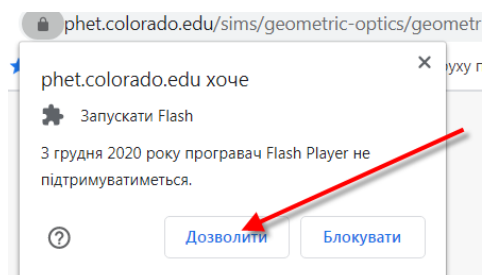 phet.colorado.edu/sims/geometric-optics/geometr
руху п
phet.colorado.edu хоче
Запускати Flash
З грудня 2020 року програвач Flash Player не
підтримуватиметься.
Дозволити
Блокувати